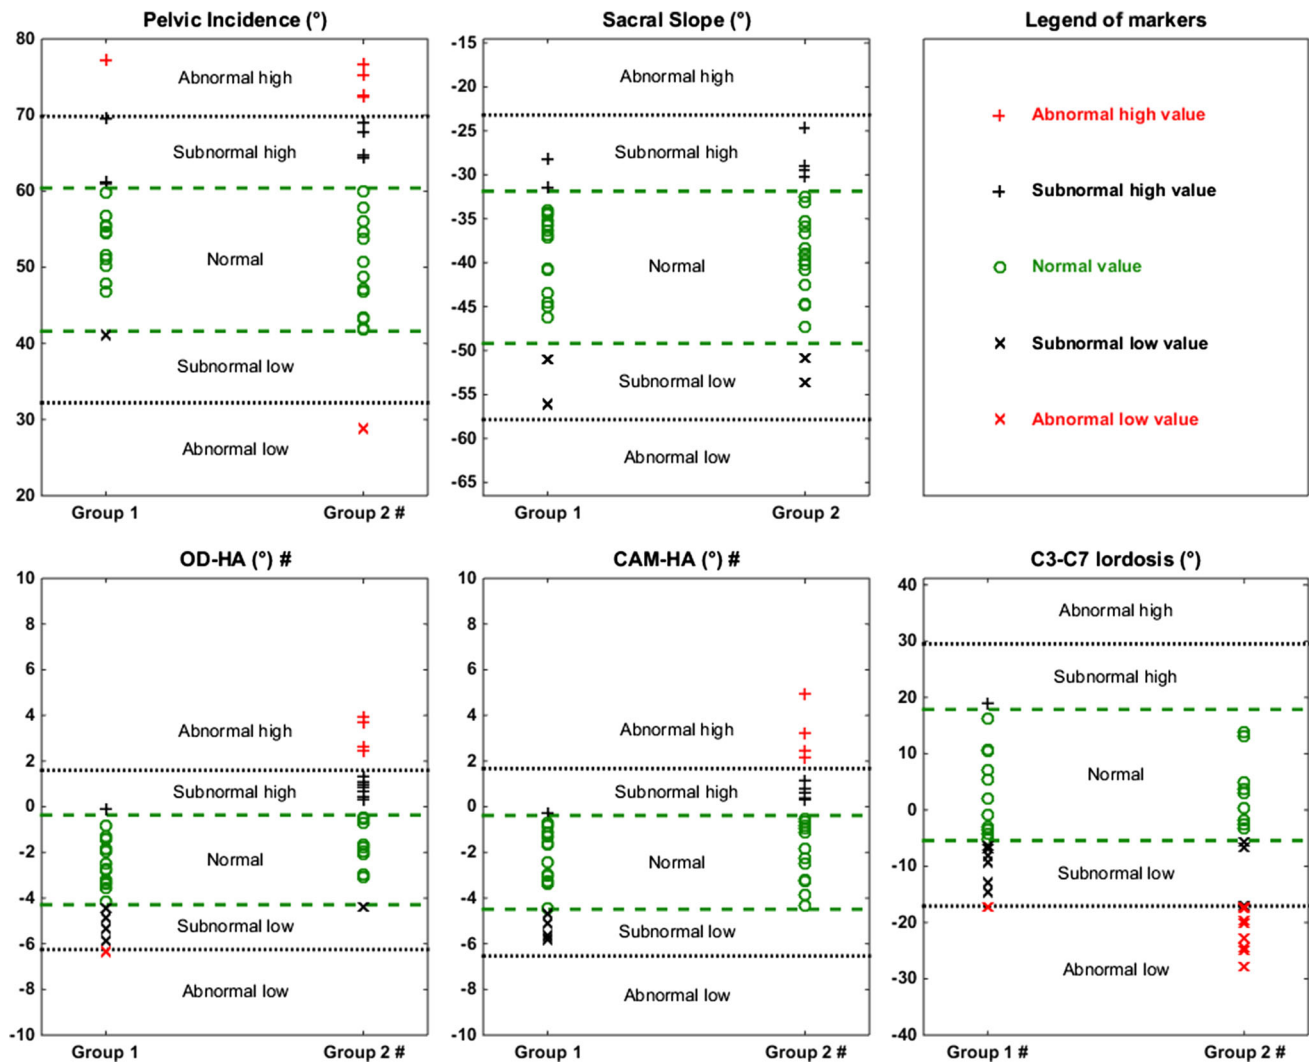 Pelvic Incidence (°)
80
70
60
50
40
30
20
Abnormal high
Subnormal high
Normal
Subnormal low
Abnormal low
Group 1
Group 2 #
Sacral Slope (°)
-15
-20
-25
-30
-35
-40
-45
-50
-55
-60
-65
Abnormal high
Subnormal high
Normal
Subnormal low
Abnormal low
Group 1
Group 2
Legend of markers
Abnormal high value
Subnormal high value
Normal value
Subnormal low value
Abnormal low value
OD-HA (°) #
10
8
6
4
2
0
-2
-4
-6
-8
-10
Abnormal high
Subnormal high
Normal
Subnormal low
Abnormal low
Group 1
Group 2 #
CAM-HA (°) #
10
8
6
4
2
0
-2
-4
-6
-8
-10
Abnormal high
Subnormal high
Normal
Subnormal low
Abnormal low
Group 1
Group 2 #
C3-C7 lordosis (°)
40
30
20
10
0
-10
-20
-30
-40
Abnormal high
Subnormal high
Normal
Subnormal low
Abnormal low
Group 1 #
Group 2 #